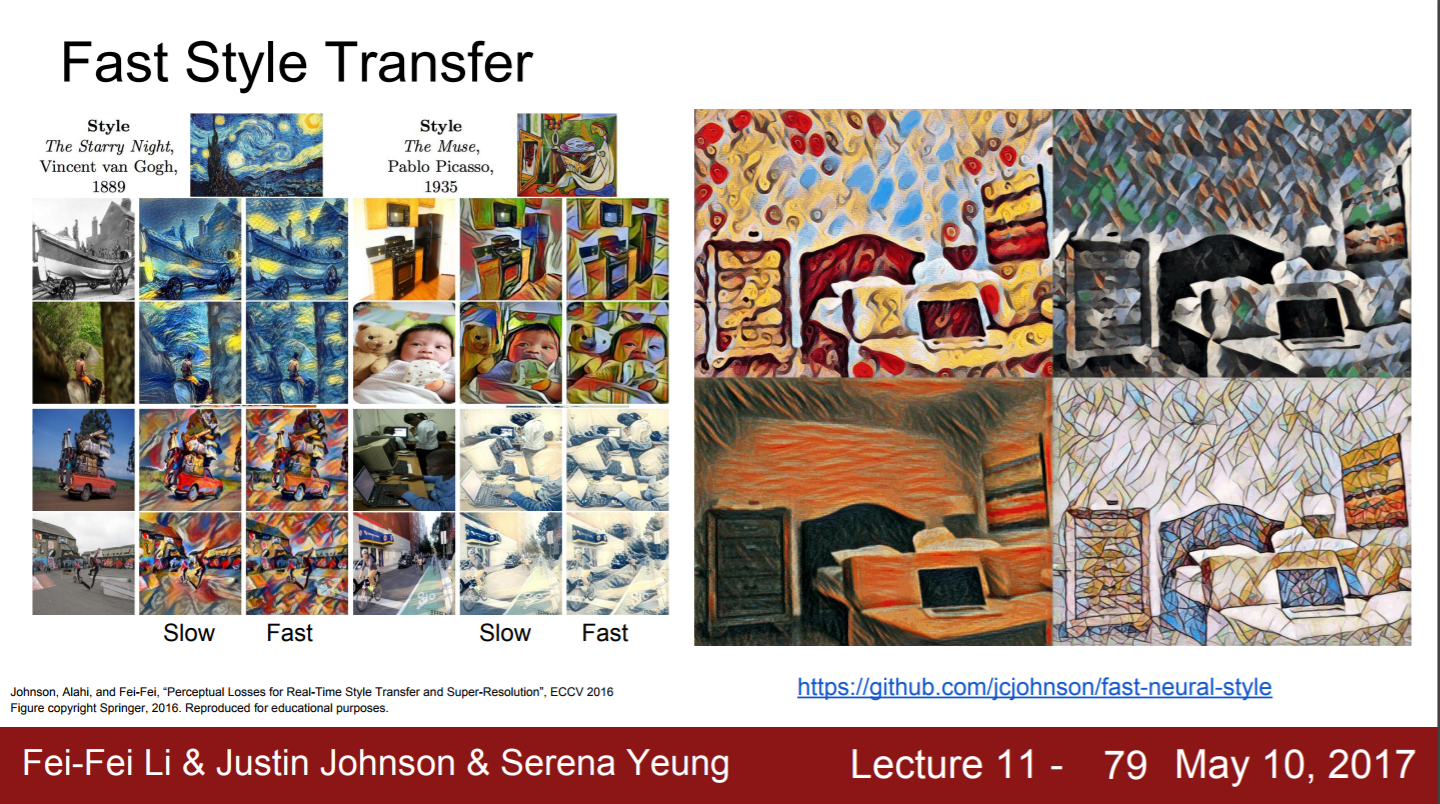 Fast Style Transfer
Style
The Starry Night,
Vincent van Gogh,
1889
Style
The Muse,
Pablo Picasso,
1935
Slow
Fast
Slow
Fast
Johnson, Alahi, and Fei-Fei, “Perceptual Losses for Real-Time Style Transfer and Super-Resolution”, ECCV 2016
Figure copyright Springer, 2016. Reproduced for educational purposes.
https://github.com/jcjohnson/fast-neural-style
Fei-Fei Li & Justin Johnson & Serena Yeung
Lecture 11 - 79 May 10, 2017